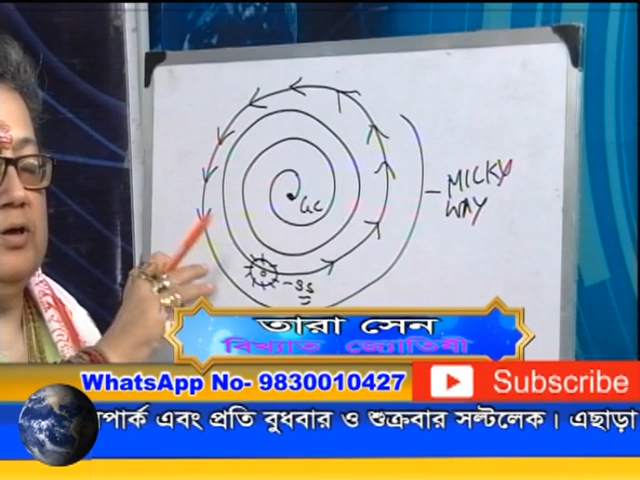 MILKY
WAY
GC
SS
তারা সেন
বিখ্যাত জ্যোতিষী
WhatsApp No- 9830010427
Subscribe
পার্ক এবং প্রতি বুধবার ও শুক্রবার সল্টলেক। এছাড়া